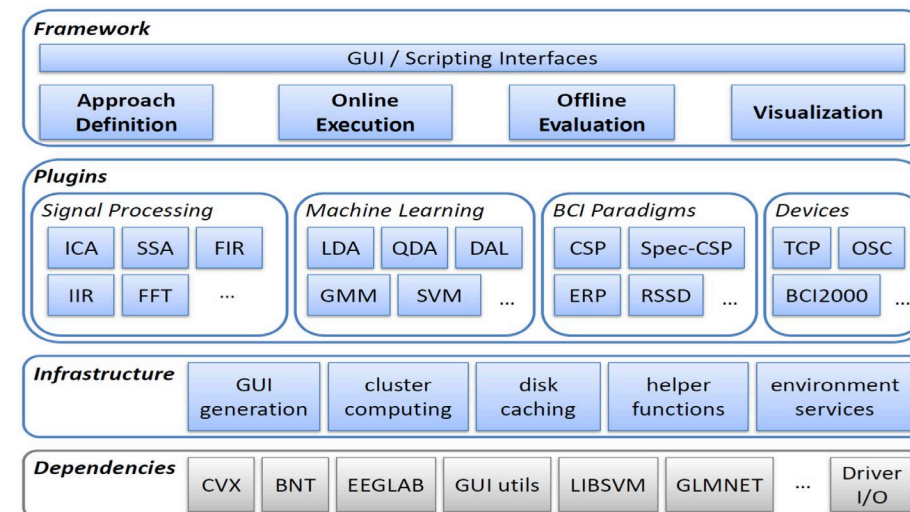 Framework
GUI / Scripting Interfaces
Approach
Definition
Online
Execution
Offline
Evaluation
Visualization
Plugins
Signal Processing
ICA SSA FIR
IIR FFT ...
Machine Learning
LDA QDA DAL
GMM SVM ...
BCI Paradigms
CSP Spec-CSP
ERP RSSD ...
Devices
TCP OSC
BCI2000 ...
Infrastructure
GUI
generation
cluster
computing
disk
caching
helper
functions
environment
services
Dependencies
CVX BNT EEGLAB GUI utils LIBSVM GLMNET ...
Driver
I/O